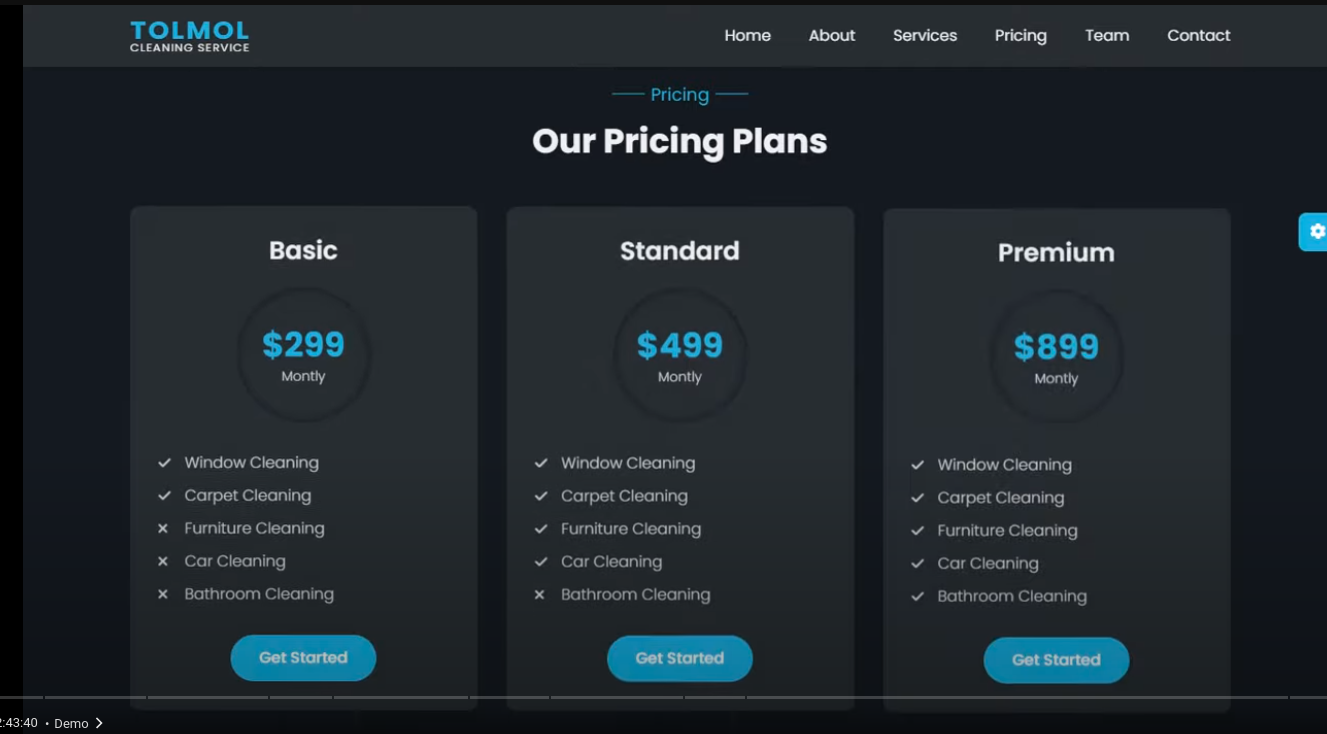 TOLMOL
CLEANING SERVICE
Home About Services Pricing Team Contact
Pricing
Our Pricing Plans
Basic
$299
Montly
Window Cleaning
Carpet Cleaning
Furniture Cleaning
Car Cleaning
Bathroom Cleaning
Get Started
Standard
$499
Montly
Window Cleaning
Carpet Cleaning
Furniture Cleaning
Car Cleaning
Bathroom Cleaning
Get Started
Premium
$899
Montly
Window Cleaning
Carpet Cleaning
Furniture Cleaning
Car Cleaning
Bathroom Cleaning
Get Started
:43:40 • Demo